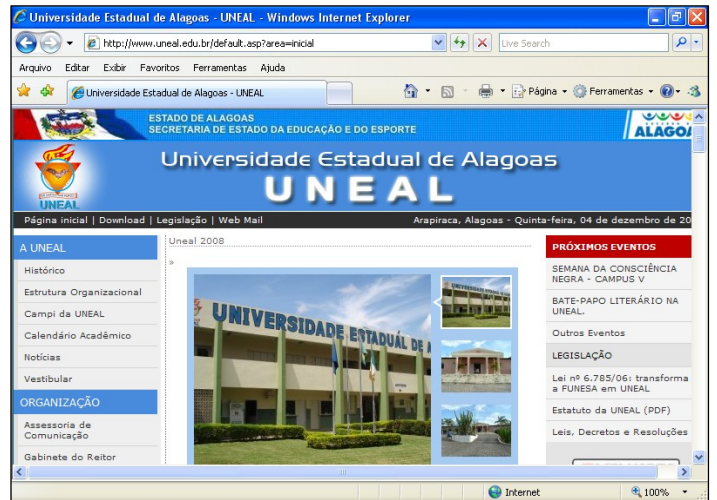 Universidade Estadual de Alagoas - UNEAL - Windows Internet Explorer
http://www.uneal.edu.br/default.asp?area=inicial
Live Search
Arquivo Editar Exibir Favoritos Ferramentas Ajuda
Universidade Estadual de Alagoas - UNEAL
Página Ferramentas
ESTADO DE ALAGOAS
SECRETARIA DE ESTADO DA EDUCAÇÃO E DO ESPORTE
ALAGOA
Universidade Estadual de Alagoas
UNEAL
UNEAL
Página inicial | Download | Legislação | Web Mail
Arapiraca, Alagoas - Quinta-feira, 04 de dezembro de 20
A UNEAL
Histórico
Estrutura Organizacional
Campi da UNEAL
Calendário Acadêmico
Notícias
Vestibular
ORGANIZAÇÃO
Assessoria de
Comunicação
Gabinete do Reitor
Uneal 2008
»
UNIVERSIDADE ESTADUAL DE A
PRÓXIMOS EVENTOS
SEMANA DA CONSCIÊNCIA
NEGRA - CAMPUS V
BATE-PAPO LITERÁRIO NA
UNEAL.
Outros Eventos
LEGISLAÇÃO
Lei nº 6.785/06: transforma
a FUNESA em UNEAL
Estatuto da UNEAL (PDF)
Leis, Decretos e Resoluções
Internet
100%